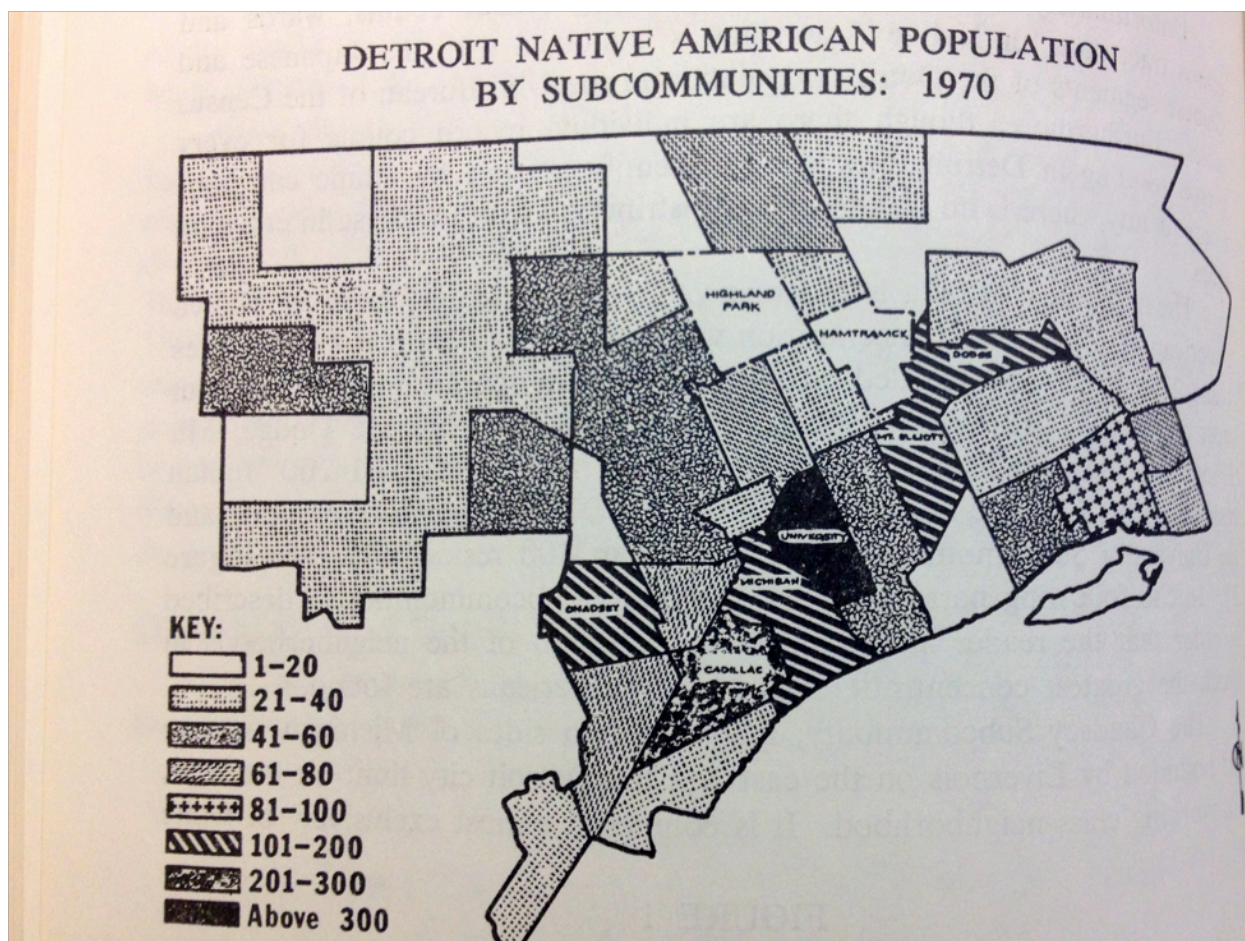 DETROIT NATIVE AMERICAN POPULATION
BY SUBCOMMUNITIES: 1970
HIGHLAND
PARK
HAMTRAMCK
DODGE
MT. ELLIOTT
UNIVERSITY
MICHIGAN
CHADSEY
CADILLAC
KEY:
1-20
21-40
41-60
61-80
81-100
101-200
201-300
Above 300